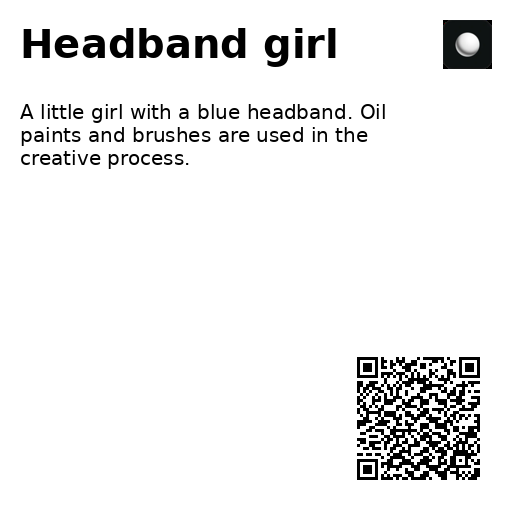 Headband girl
A little girl with a blue headband. Oil
paints and brushes are used in the
creative process.